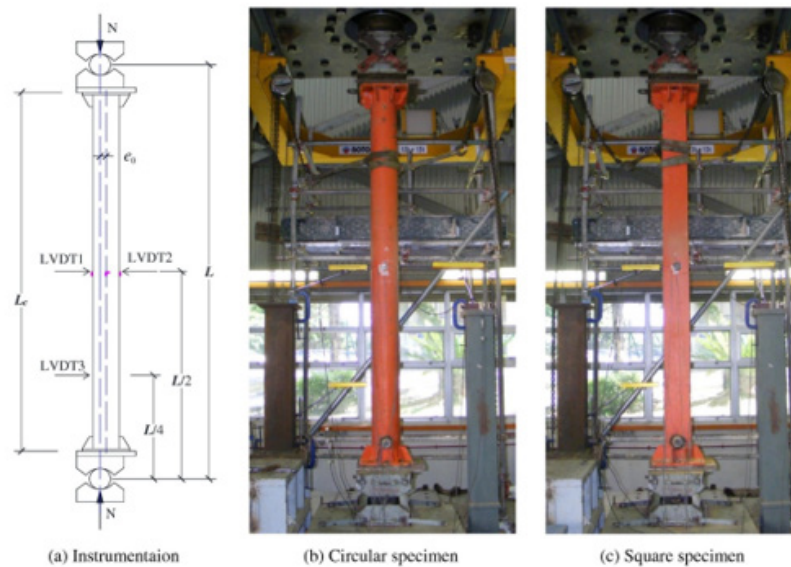 N
e₀
LVDT1
LVDT2
L
Lc
LVDT3
L/2
L/4
N
(a) Instrumentaion
(b) Circular specimen
(c) Square specimen